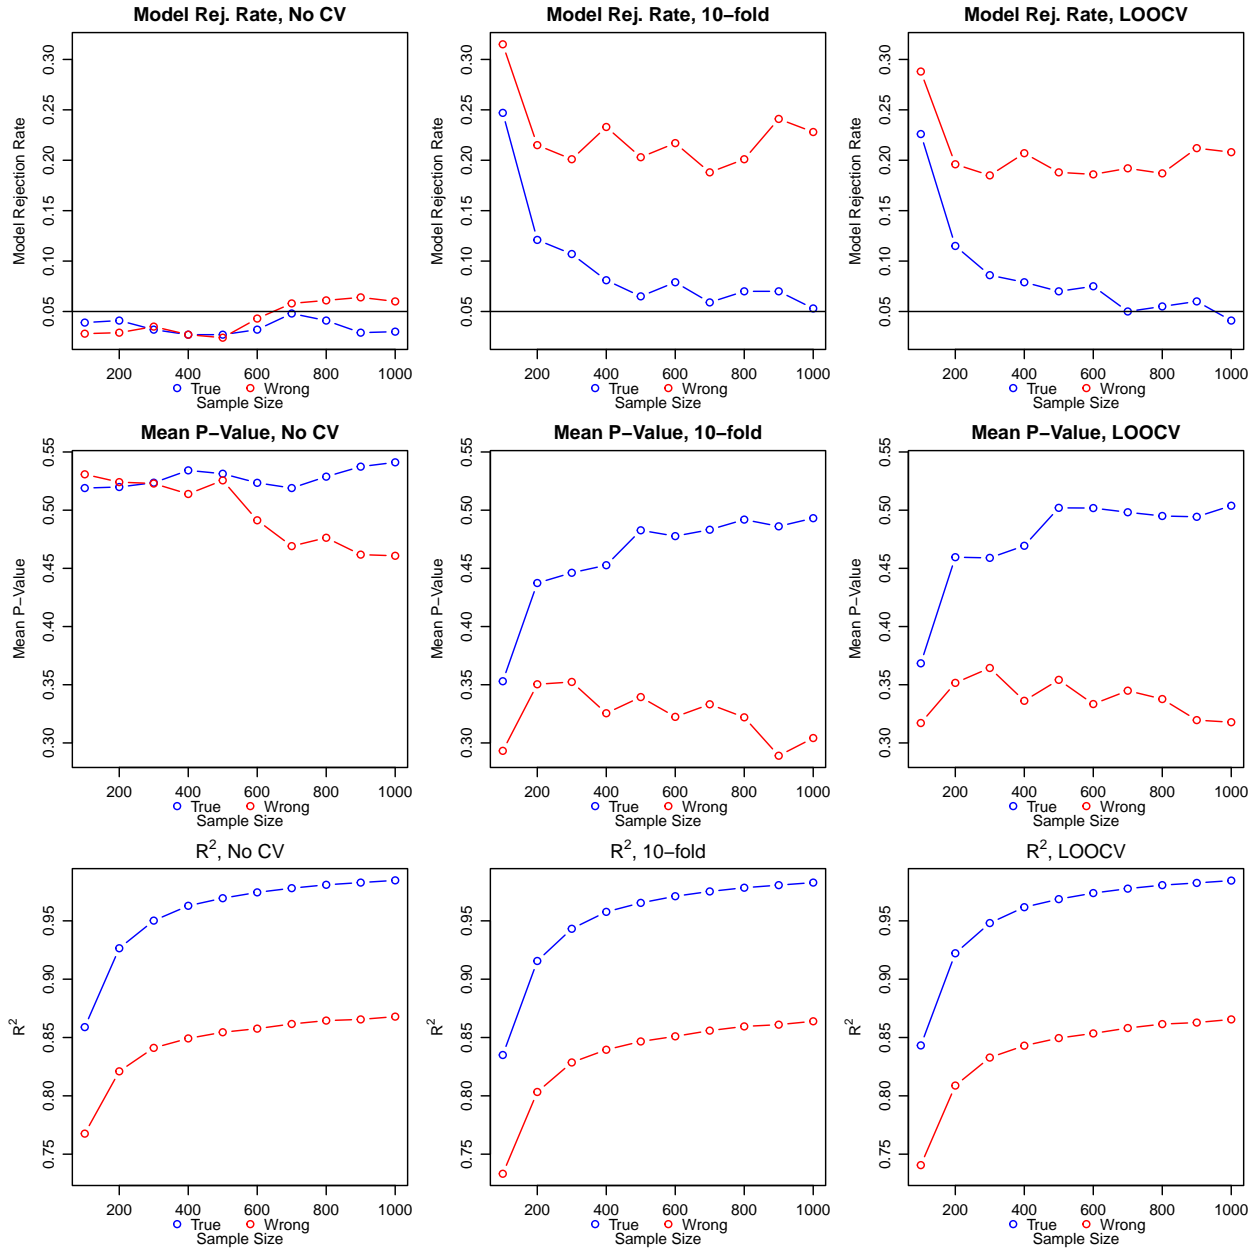 Model Rej. Rate, No CV
Model Rejection Rate
0.05 0.10 0.15 0.20 0.25 0.30
200 400 600 800 1000
True Wrong
Sample Size
Model Rej. Rate, 10−fold
Model Rejection Rate
0.05 0.10 0.15 0.20 0.25 0.30
200 400 600 800 1000
True Wrong
Sample Size
Model Rej. Rate, LOOCV
Model Rejection Rate
0.05 0.10 0.15 0.20 0.25 0.30
200 400 600 800 1000
True Wrong
Sample Size
Mean P−Value, No CV
Mean P−Value
0.30 0.35 0.40 0.45 0.50 0.55
200 400 600 800 1000
True Wrong
Sample Size
Mean P−Value, 10−fold
Mean P−Value
0.30 0.35 0.40 0.45 0.50 0.55
200 400 600 800 1000
True Wrong
Sample Size
Mean P−Value, LOOCV
Mean P−Value
0.30 0.35 0.40 0.45 0.50 0.55
200 400 600 800 1000
True Wrong
Sample Size
R², No CV
R²
0.75 0.80 0.85 0.90 0.95
200 400 600 800 1000
True Wrong
Sample Size
R², 10−fold
R²
0.75 0.80 0.85 0.90 0.95
200 400 600 800 1000
True Wrong
Sample Size
R², LOOCV
R²
0.75 0.80 0.85 0.90 0.95
200 400 600 800 1000
True Wrong
Sample Size